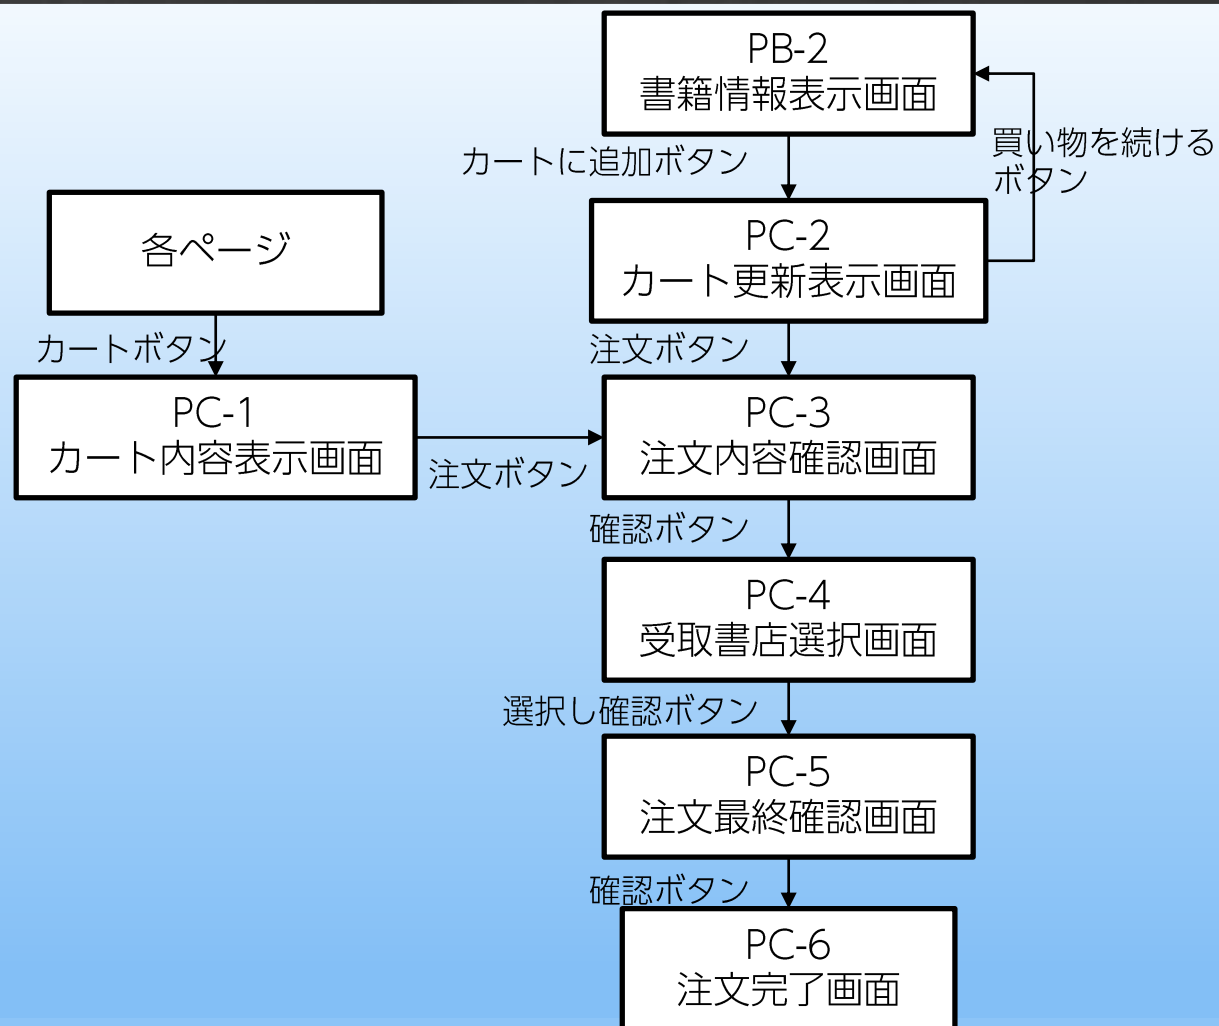 PB-2
書籍情報表示画面
カートに追加ボタン
買い物を続ける
ボタン
各ページ
PC-2
カート更新表示画面
カートボタン
注文ボタン
PC-1
カート内容表示画面
注文ボタン
PC-3
注文内容確認画面
確認ボタン
PC-4
受取書店選択画面
選択し確認ボタン
PC-5
注文最終確認画面
確認ボタン
PC-6
注文完了画面